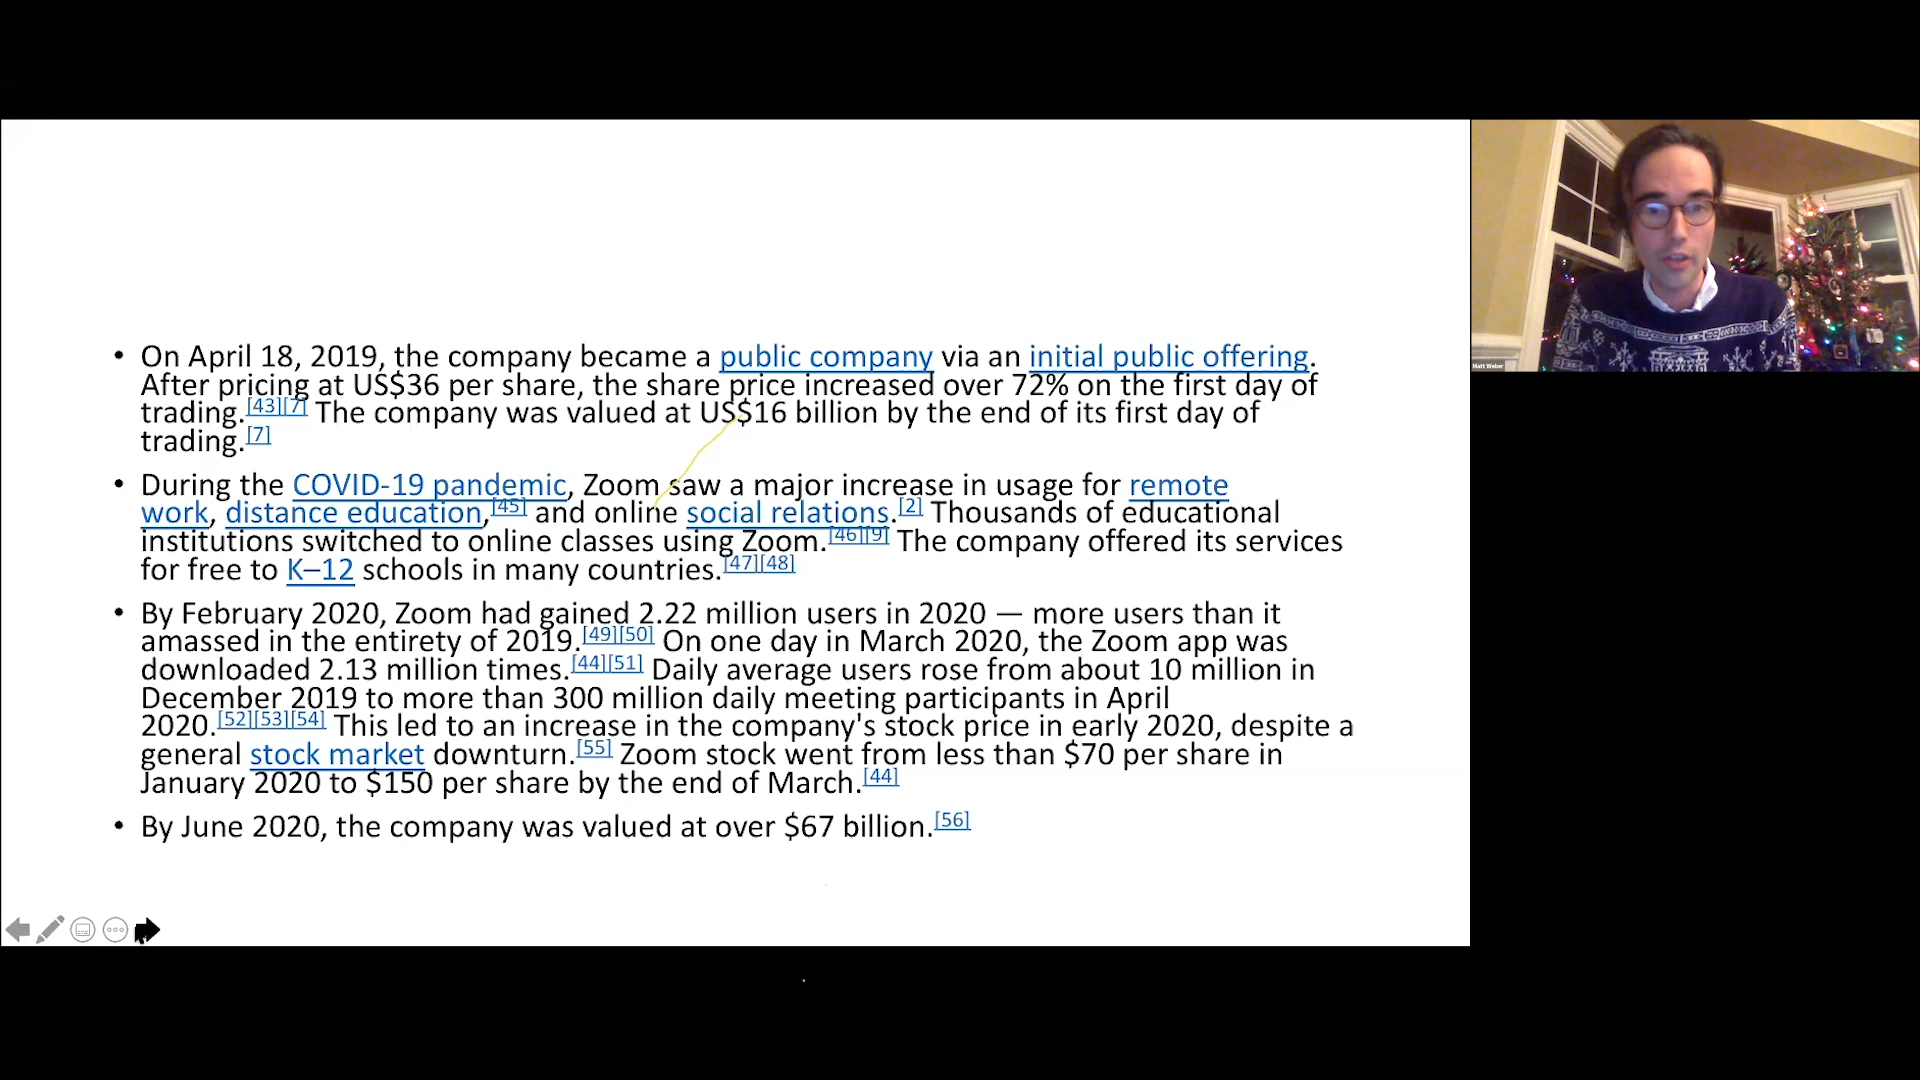 • On April 18, 2019, the company became a public company via an initial public offering.
After pricing at US$36 per share, the share price increased over 72% on the first day of
trading.[43][7] The company was valued at US$16 billion by the end of its first day of
trading.[7]
• During the COVID-19 pandemic, Zoom saw a major increase in usage for remote
work, distance education,[45] and online social relations.[2] Thousands of educational
institutions switched to online classes using Zoom.[46][9] The company offered its services
for free to K–12 schools in many countries.[47][48]
• By February 2020, Zoom had gained 2.22 million users in 2020 — more users than it
amassed in the entirety of 2019.[49][50] On one day in March 2020, the Zoom app was
downloaded 2.13 million times.[44][51] Daily average users rose from about 10 million in
December 2019 to more than 300 million daily meeting participants in April
2020.[52][53][54] This led to an increase in the company's stock price in early 2020, despite a
general stock market downturn.[55] Zoom stock went from less than $70 per share in
January 2020 to $150 per share by the end of March.[44]
• By June 2020, the company was valued at over $67 billion.[56]
Matt Weber